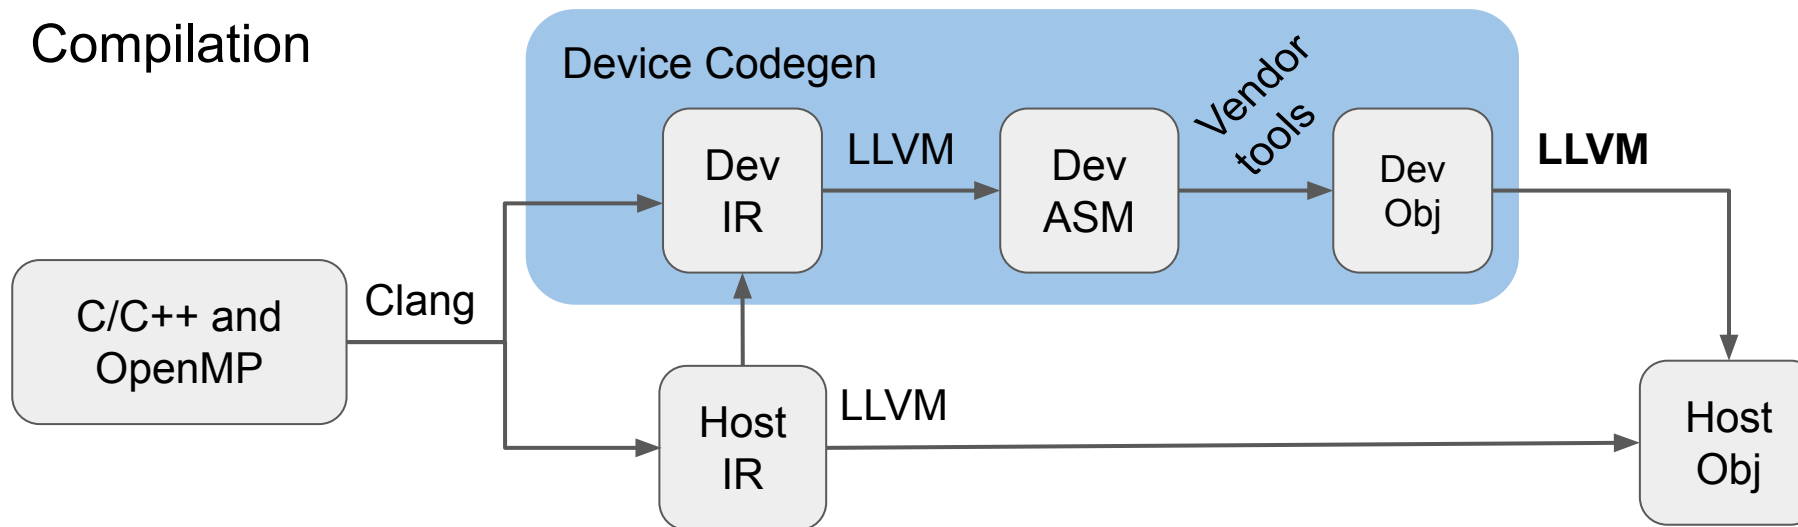 Compilation
Device Codegen
Vendor
tools
Dev
IR
LLVM
Dev
ASM
Dev
Obj
LLVM
C/C++ and
OpenMP
Clang
Host
IR
LLVM
Host
Obj